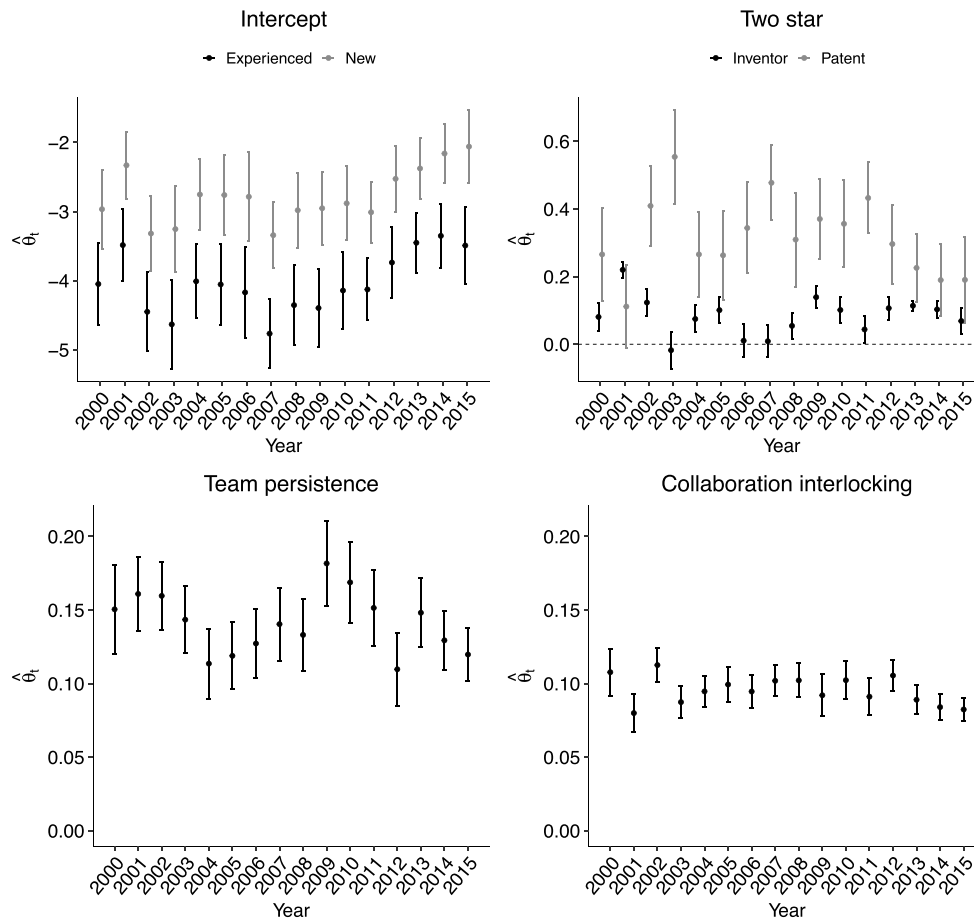 Intercept
Experienced New
−2
−3
−4
−5
θ̂t
2000 2001 2002 2003 2004 2005 2006 2007 2008 2009 2010 2011 2012 2013 2014 2015
Year
Two star
Inventor Patent
0.6
0.4
0.2
0.0
θ̂t
2000 2001 2002 2003 2004 2005 2006 2007 2008 2009 2010 2011 2012 2013 2014 2015
Year
Team persistence
0.20
0.15
0.10
0.05
0.00
θ̂t
2000 2001 2002 2003 2004 2005 2006 2007 2008 2009 2010 2011 2012 2013 2014 2015
Year
Collaboration interlocking
0.20
0.15
0.10
0.05
0.00
θ̂t
2000 2001 2002 2003 2004 2005 2006 2007 2008 2009 2010 2011 2012 2013 2014 2015
Year